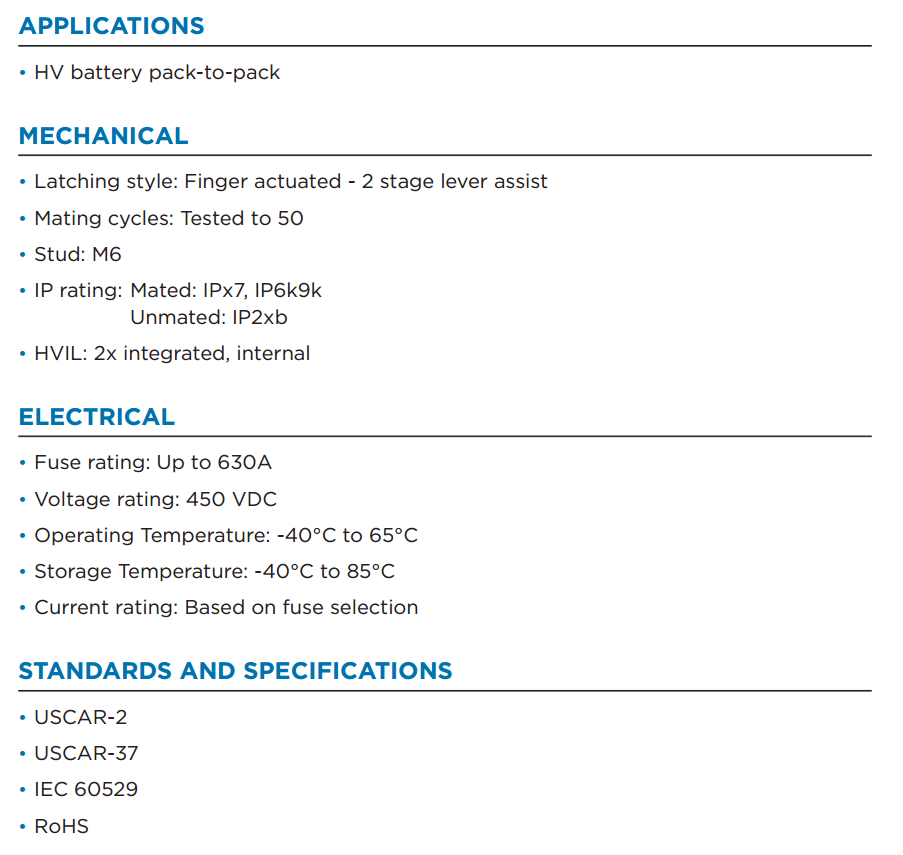 APPLICATIONS
• HV battery pack-to-pack
MECHANICAL
• Latching style: Finger actuated - 2 stage lever assist
• Mating cycles: Tested to 50
• Stud: M6
• IP rating: Mated: IPx7, IP6k9k
Unmated: IP2xb
• HVIL: 2x integrated, internal
ELECTRICAL
• Fuse rating: Up to 630A
• Voltage rating: 450 VDC
• Operating Temperature: -40°C to 65°C
• Storage Temperature: -40°C to 85°C
• Current rating: Based on fuse selection
STANDARDS AND SPECIFICATIONS
• USCAR-2
• USCAR-37
• IEC 60529
• RoHS